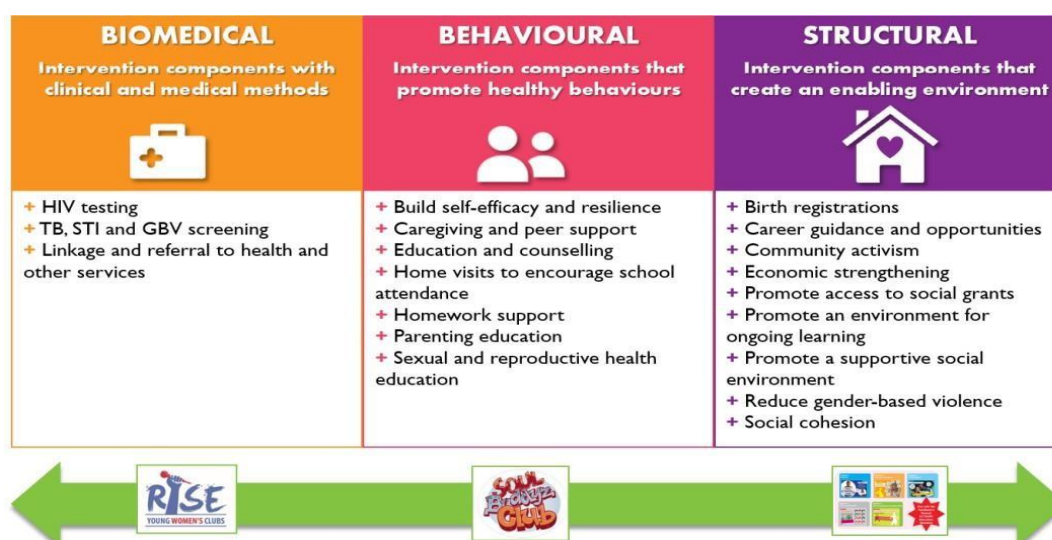 BIOMEDICAL
Intervention components with
clinical and medical methods
+ HIV testing
+ TB, STI and GBV screening
+ Linkage and referral to health and
other services
BEHAVIOURAL
Intervention components that
promote healthy behaviours
+ Build self-efficacy and resilience
+ Caregiving and peer support
+ Education and counselling
+ Home visits to encourage school
attendance
+ Homework support
+ Parenting education
+ Sexual and reproductive health
education
STRUCTURAL
Intervention components that
create an enabling environment
+ Birth registrations
+ Career guidance and opportunities
+ Community activism
+ Economic strengthening
+ Promote access to social grants
+ Promote an environment for
ongoing learning
+ Promote a supportive social
environment
+ Reduce gender-based violence
+ Social cohesion
RISE
YOUNG WOMEN'S CLUBS
SOUL
Buddyz
Club